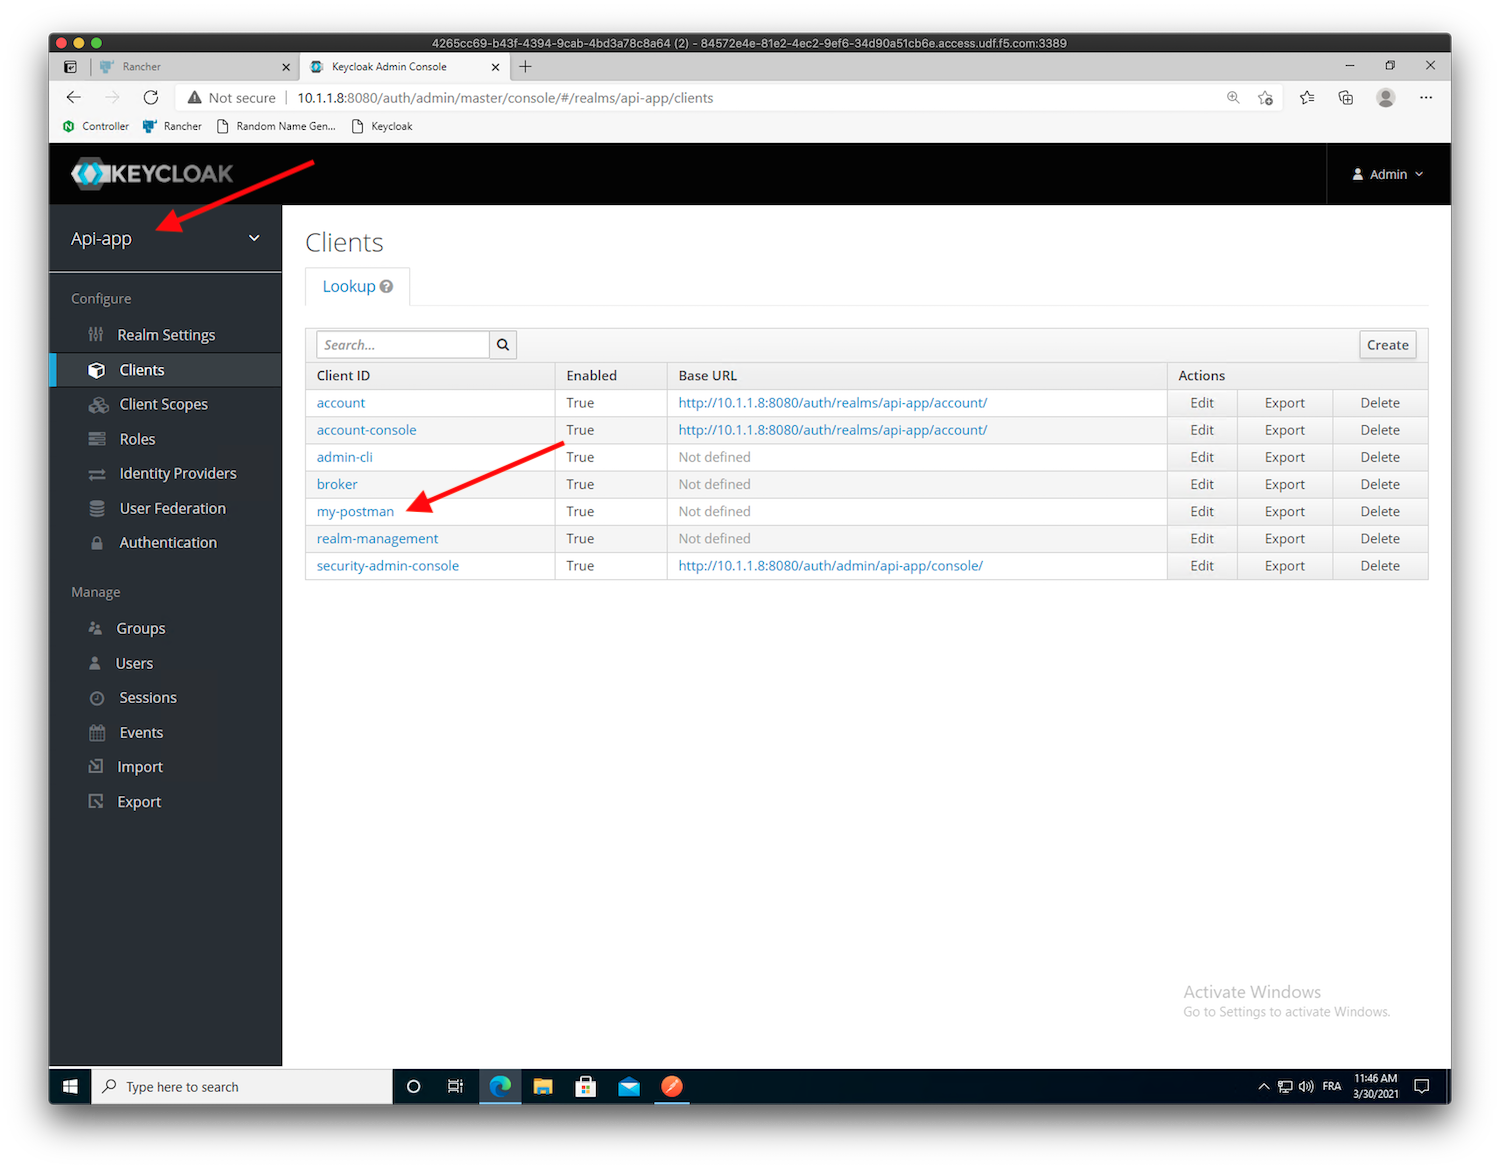 4265cc69-b43f-4394-9cab-4bd3a78c8a64 (2) - 84572e4e-81e2-4ec2-9ef6-34d90a51cb6e.access.udf.f5.com:3389
Rancher
Keycloak Admin Console
Not secure
10.1.1.8:8080/auth/admin/master/console/#/realms/api-app/clients
Controller Rancher Random Name Gen... Keycloak
KEYCLOAK
Admin
Api-app
Configure
Realm Settings
Clients
Client Scopes
Roles
Identity Providers
User Federation
Authentication
Manage
Groups
Users
Sessions
Events
Import
Export
Clients
Lookup ?
Search...
Create
Client ID Enabled Base URL Actions
account True http://10.1.1.8:8080/auth/realms/api-app/account/ Edit Export Delete
account-console True http://10.1.1.8:8080/auth/realms/api-app/account/ Edit Export Delete
admin-cli True Not defined Edit Export Delete
broker True Not defined Edit Export Delete
my-postman True Not defined Edit Export Delete
realm-management True Not defined Edit Export Delete
security-admin-console True http://10.1.1.8:8080/auth/admin/api-app/console/ Edit Export Delete
Activate Windows
Go to Settings to activate Windows.
Type here to search
FRA
11:46 AM
3/30/2021